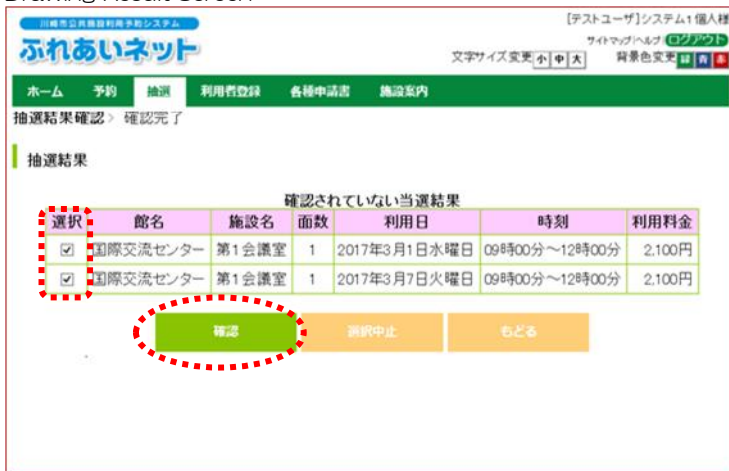 Drawing Result Screen
川崎市公共施設利用予約システム
[テストユーザ]システム1個人様
ふれあいネット
サイトマップ ヘルプ ログアウト
文字サイズ変更 小 中 大 背景色変更 緑 青 赤
ホーム 予約 抽選 利用者登録 各種申請書 施設案内
抽選結果確認> 確認完了
抽選結果
確認されていない当選結果
選択 館名 施設名 面数 利用日 時刻 利用料金
国際交流センター 第1会議室 1 2017年3月1日水曜日 09時00分~12時00分 2,100円
国際交流センター 第1会議室 1 2017年3月7日火曜日 09時00分~12時00分 2,100円
確認 選択中止 もどる